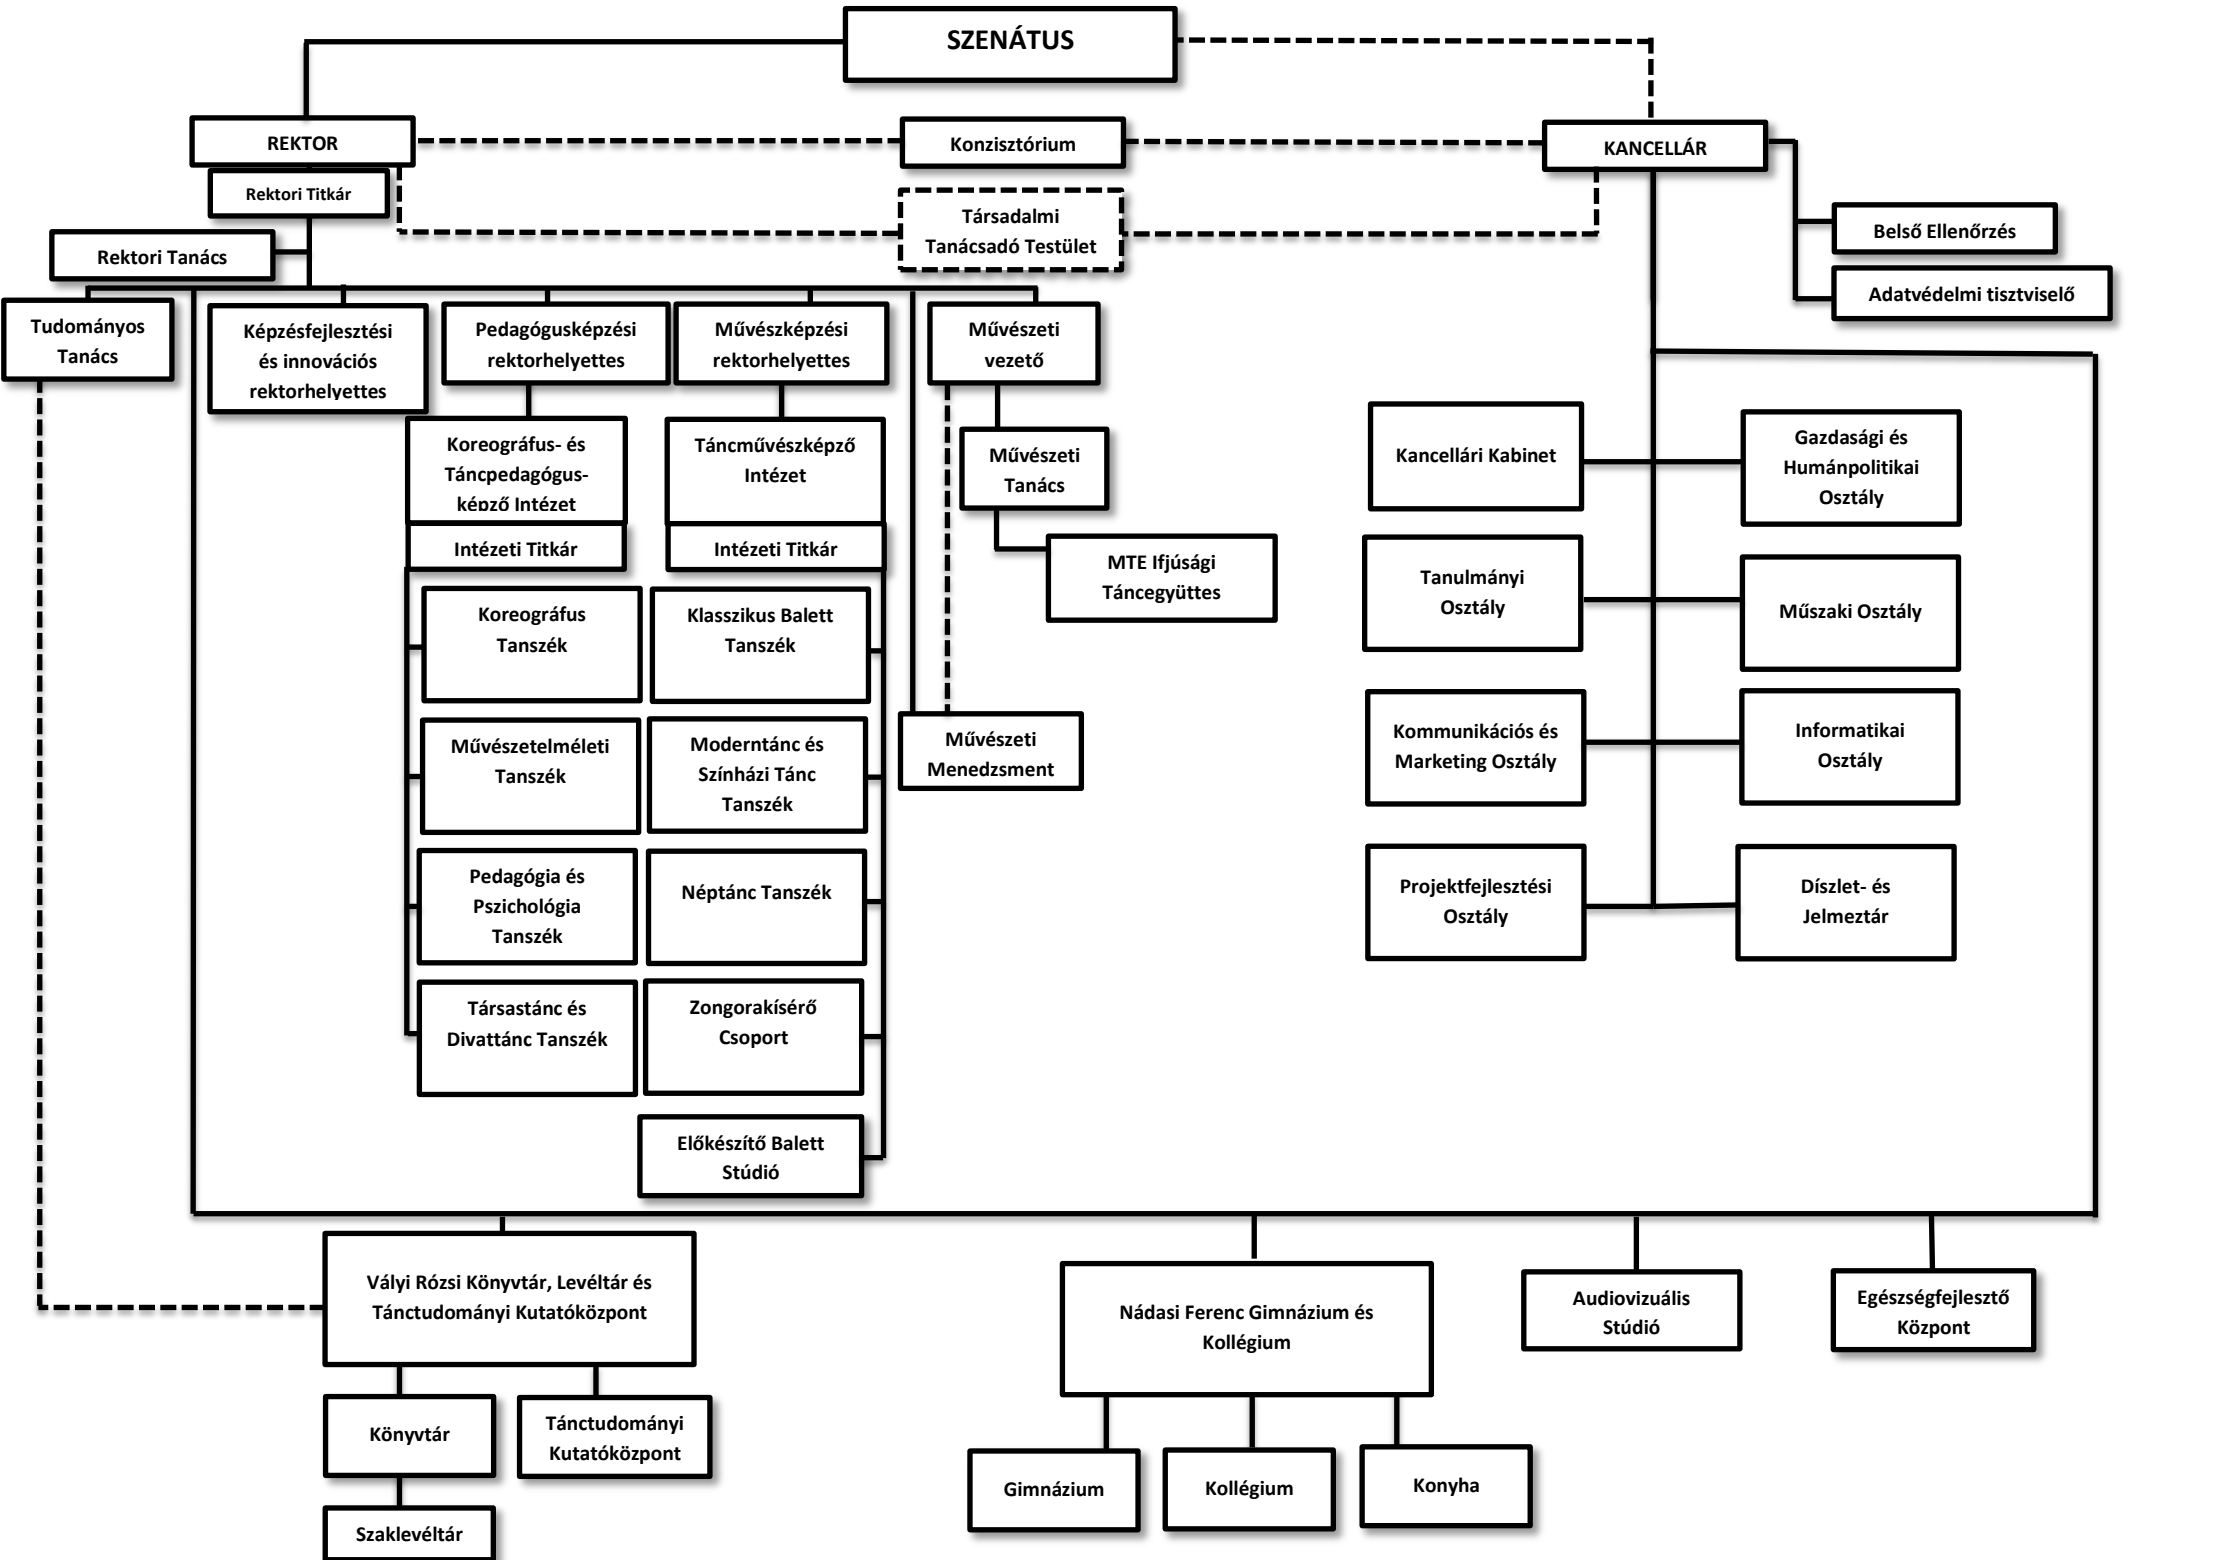 SZENÁTUS
REKTOR
Konzisztórium
KANCELLÁR
Rektori Titkár
Társadalmi
Tanácsadó Testület
Belső Ellenőrzés
Rektori Tanács
Adatvédelmi tisztviselő
Tudományos
Tanács
Képzésfejlesztési
és innovációs
rektorhelyettes
Pedagógusképzési
rektorhelyettes
Művészképzési
rektorhelyettes
Művészeti
vezető
Koreográfus- és
Táncpedagógus-
képző Intézet
Táncművészképző
Intézet
Művészeti
Tanács
Kancellári Kabinet
Gazdasági és
Humánpolitikai
Osztály
Intézeti Titkár
Intézeti Titkár
MTE Ifjúsági
Táncegyüttes
Tanulmányi
Osztály
Műszaki Osztály
Koreográfus
Tanszék
Klasszikus Balett
Tanszék
Művészetelméleti
Tanszék
Moderntánc és
Színházi Tánc
Tanszék
Művészeti
Menedzsment
Kommunikációs és
Marketing Osztály
Informatikai
Osztály
Pedagógia és
Pszichológia
Tanszék
Néptánc Tanszék
Projektfejlesztési
Osztály
Díszlet- és
Jelmeztár
Társastánc és
Divattánc Tanszék
Zongorakísérő
Csoport
Előkészítő Balett
Stúdió
Vályi Rózsi Könyvtár, Levéltár és
Tánctudományi Kutatóközpont
Nádasi Ferenc Gimnázium és
Kollégium
Audiovizuális
Stúdió
Egészségfejlesztő
Központ
Könyvtár
Tánctudományi
Kutatóközpont
Gimnázium
Kollégium
Konyha
Szaklevéltár